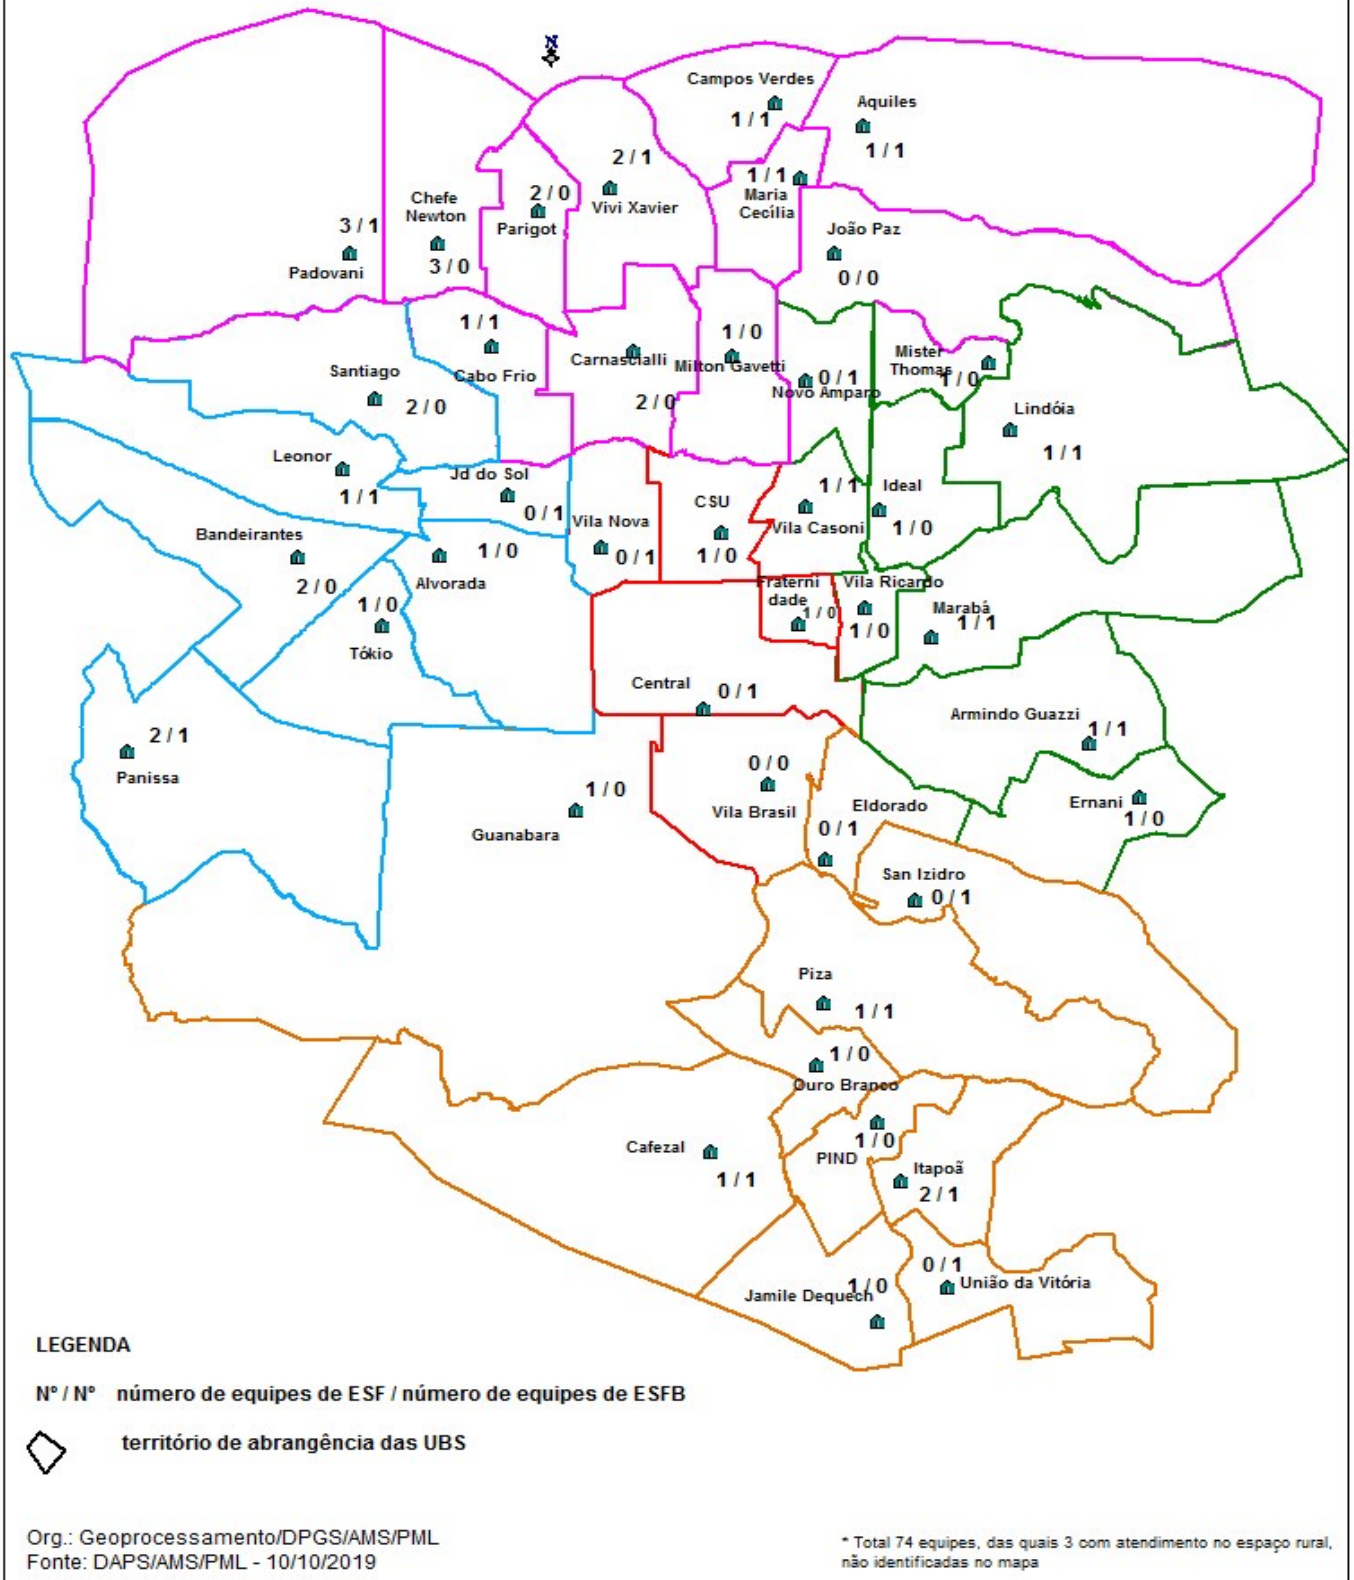 N
Campos Verdes
1 / 1
Aquiles
1 / 1
2 / 1
Vivi Xavier
1 / 1
Maria
Cecília
2 / 0
Parigot
Chefe
Newton
3 / 0
3 / 1
Padovani
João Paz
0 / 0
1 / 1
Cabo Frio
Carnascialli
2 / 0
1 / 0
Milton Gavetti
0 / 1
Novo Amparo
Mister
Thomas
1 / 0
Lindóia
1 / 1
Santiago
2 / 0
Leonor
1 / 1
Jd do Sol
0 / 1
Vila Nova
0 / 1
CSU
1 / 0
1 / 1
Vila Casoni
Ideal
1 / 0
Bandeirantes
2 / 0
1 / 0
Alvorada
1 / 0
Tókio
Fraterni
dade
1 / 0
Vila Ricardo
1 / 0
Marabá
1 / 1
Central
0 / 1
Armindo Guazzi
1 / 1
2 / 1
Panissa
1 / 0
Guanabara
0 / 0
Vila Brasil
Eldorado
0 / 1
Ernani
1 / 0
San Izidro
0 / 1
Piza
1 / 1
1 / 0
Ouro Branco
Cafezal
1 / 1
1 / 0
PIND
Itapoã
2 / 1
0 / 1
União da Vitória
1 / 0
Jamile Dequech
LEGENDA
Nº / Nº número de equipes de ESF / número de equipes de ESFB
território de abrangência das UBS
Org.: Geoprocessamento/DPGS/AMS/PML
Fonte: DAPS/AMS/PML - 10/10/2019
* Total 74 equipes, das quais 3 com atendimento no espaço rural,
não identificadas no mapa